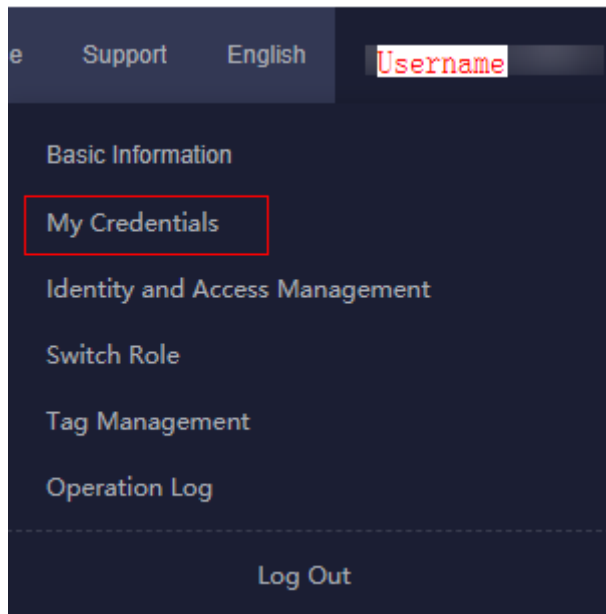 e Support English Username
Basic Information
My Credentials
Identity and Access Management
Switch Role
Tag Management
Operation Log
Log Out